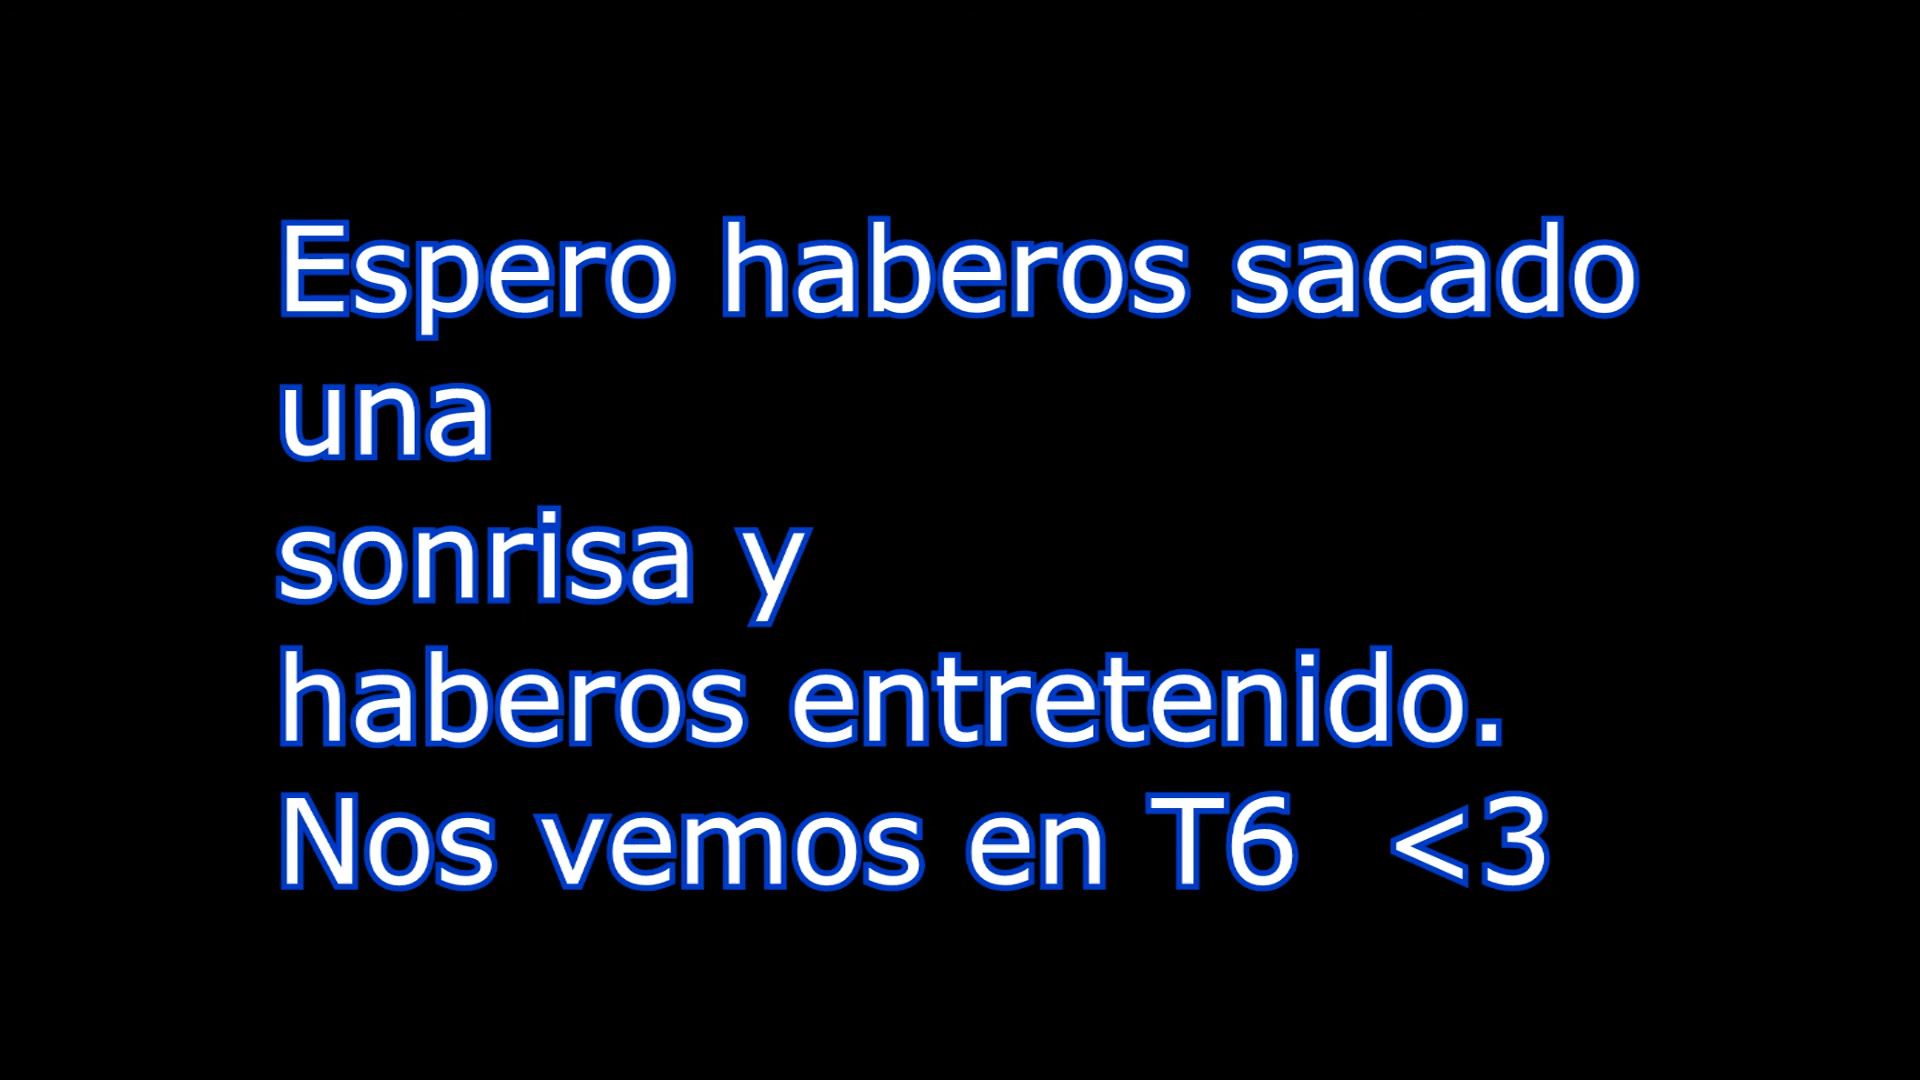 Espero haberos sacado
una
sonrisa y
haberos entretenido.
Nos vemos en T6  <3